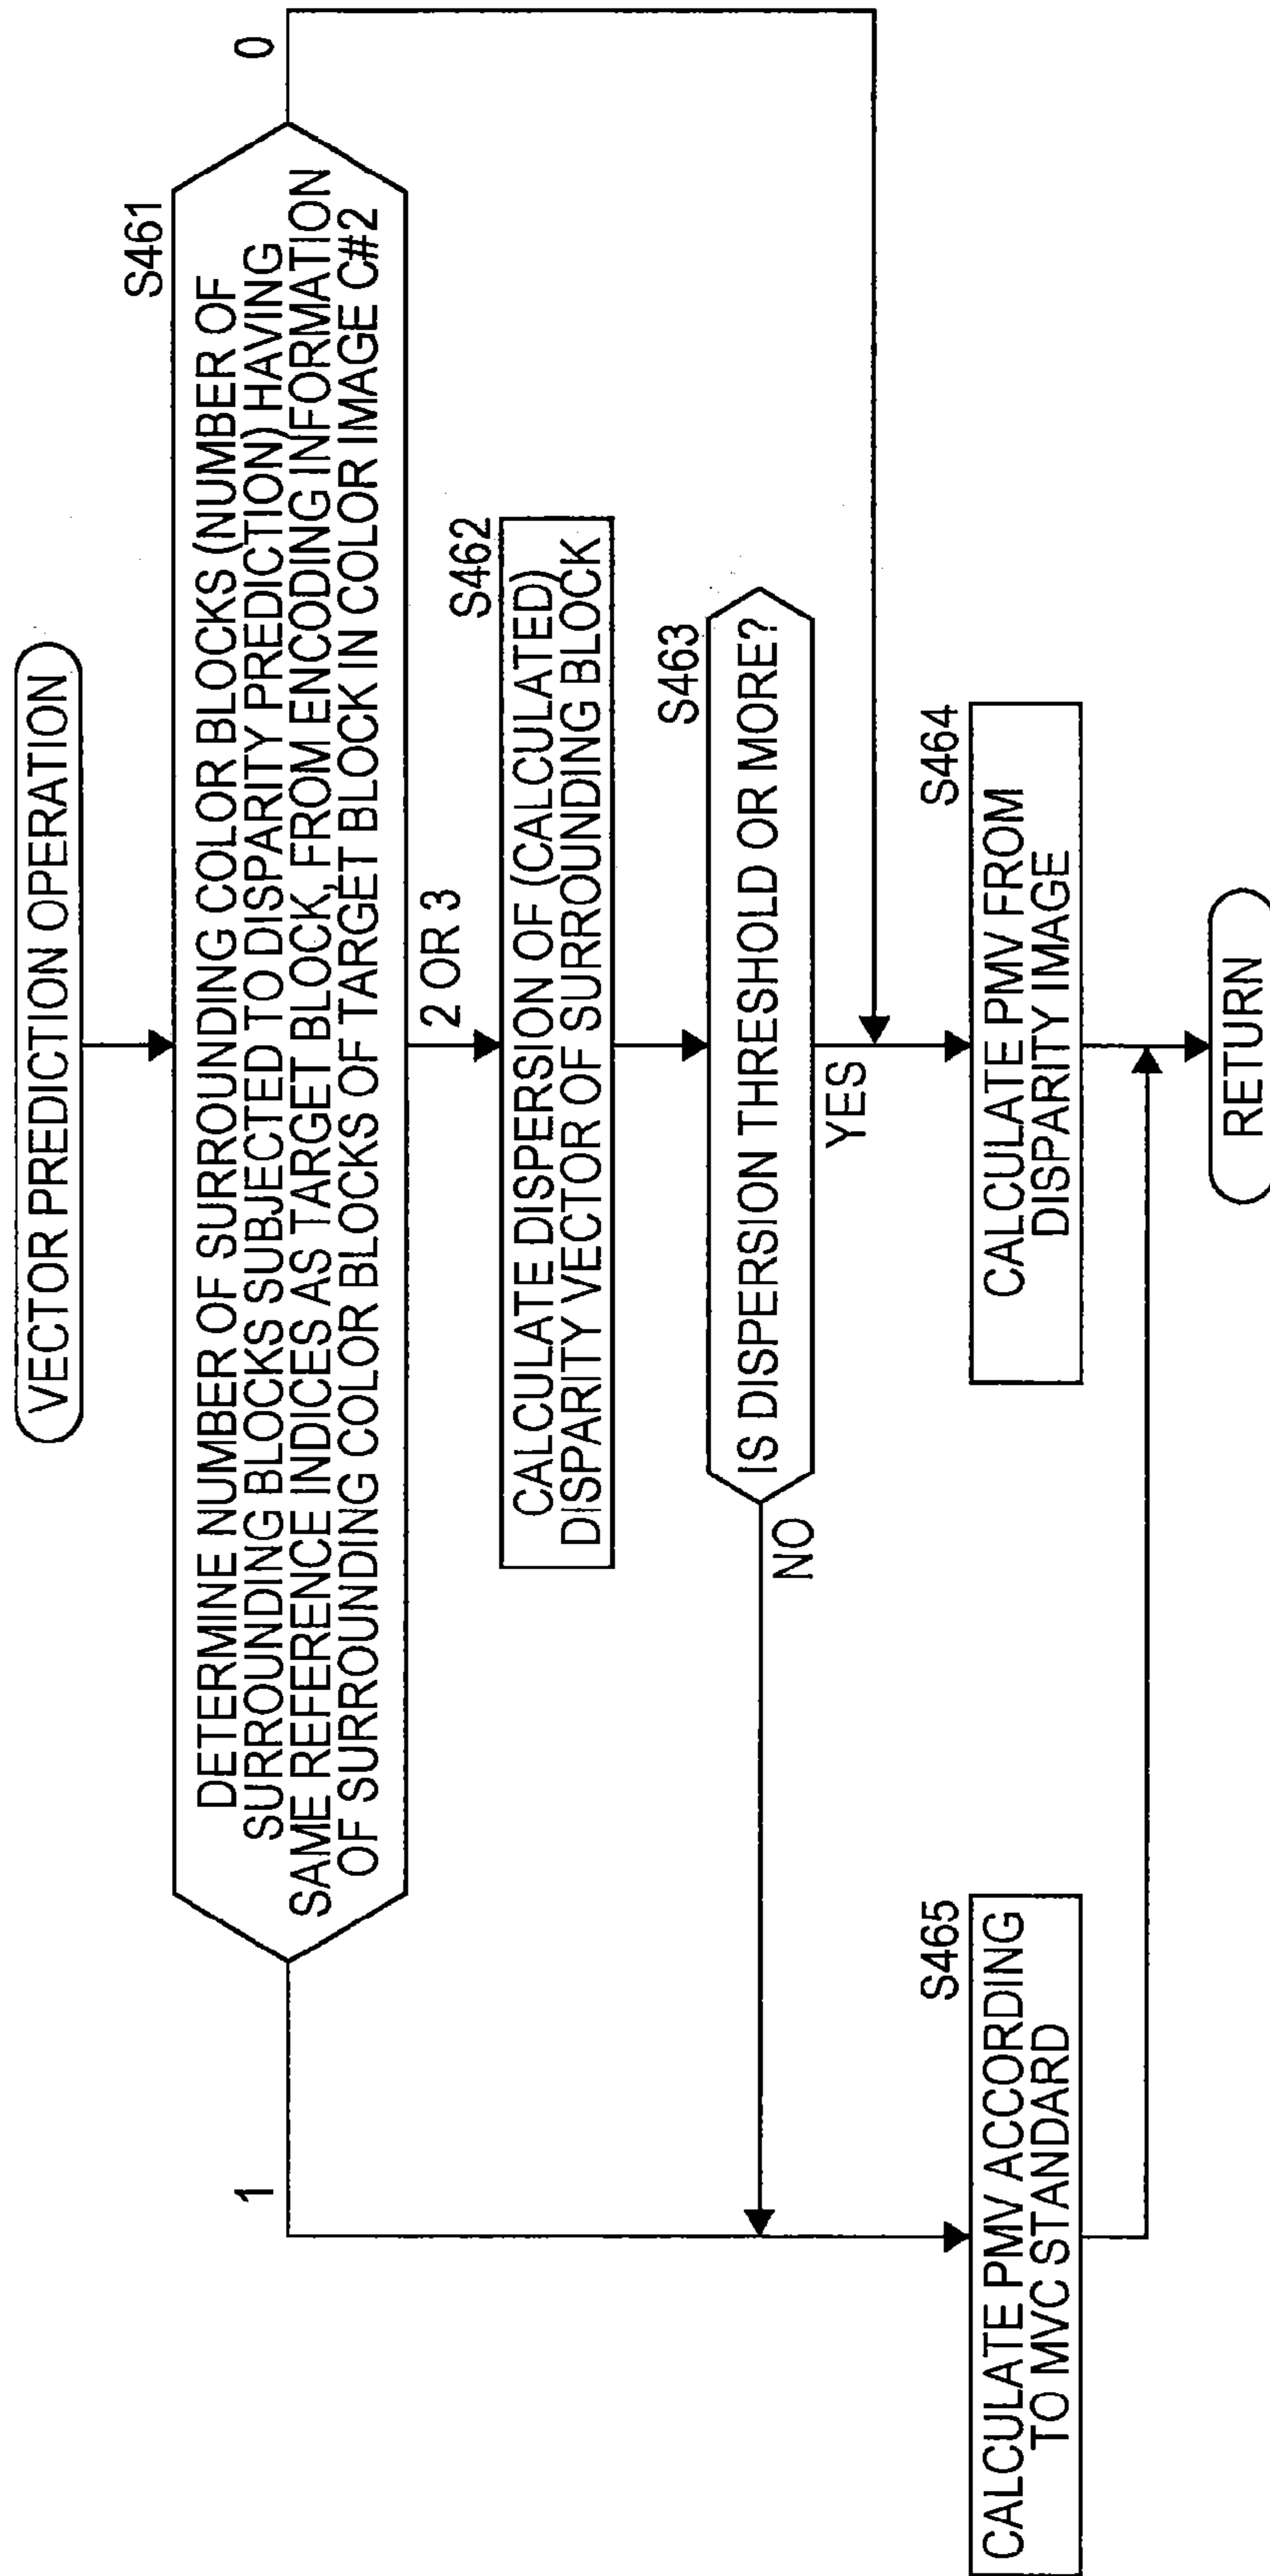 VECTOR PREDICTION OPERATION
S461
DETERMINE NUMBER OF SURROUNDING COLOR BLOCKS (NUMBER OF
SURROUNDING BLOCKS SUBJECTED TO DISPARITY PREDICTION) HAVING
SAME REFERENCE INDICES AS TARGET BLOCK, FROM ENCODING INFORMATION
OF SURROUNDING COLOR BLOCKS OF TARGET BLOCK IN COLOR IMAGE C#2
1
0
2 OR 3
S462
CALCULATE DISPERSION OF (CALCULATED)
DISPARITY VECTOR OF SURROUNDING BLOCK
S463
IS DISPERSION THRESHOLD OR MORE?
NO
YES
S465
CALCULATE PMV ACCORDING
TO MVC STANDARD
S464
CALCULATE PMV FROM
DISPARITY IMAGE
RETURN